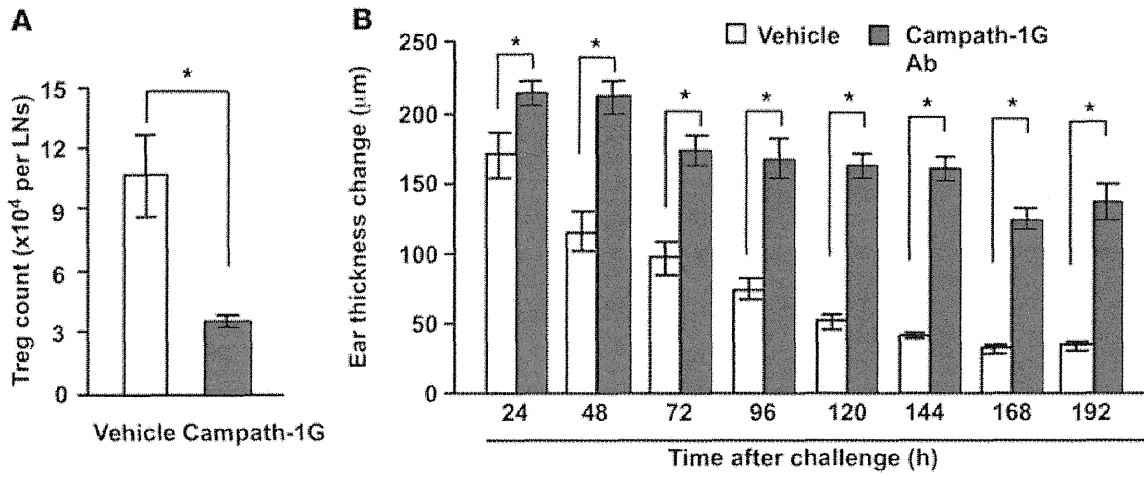 A
Treg count (x10⁴ per LNs)
15
12
9
6
3
0
*
Vehicle Campath-1G
B
Ear thickness change (µm)
250
200
150
100
50
0
Vehicle
Campath-1G
Ab
* * * * * * * *
24 48 72 96 120 144 168 192
Time after challenge (h)